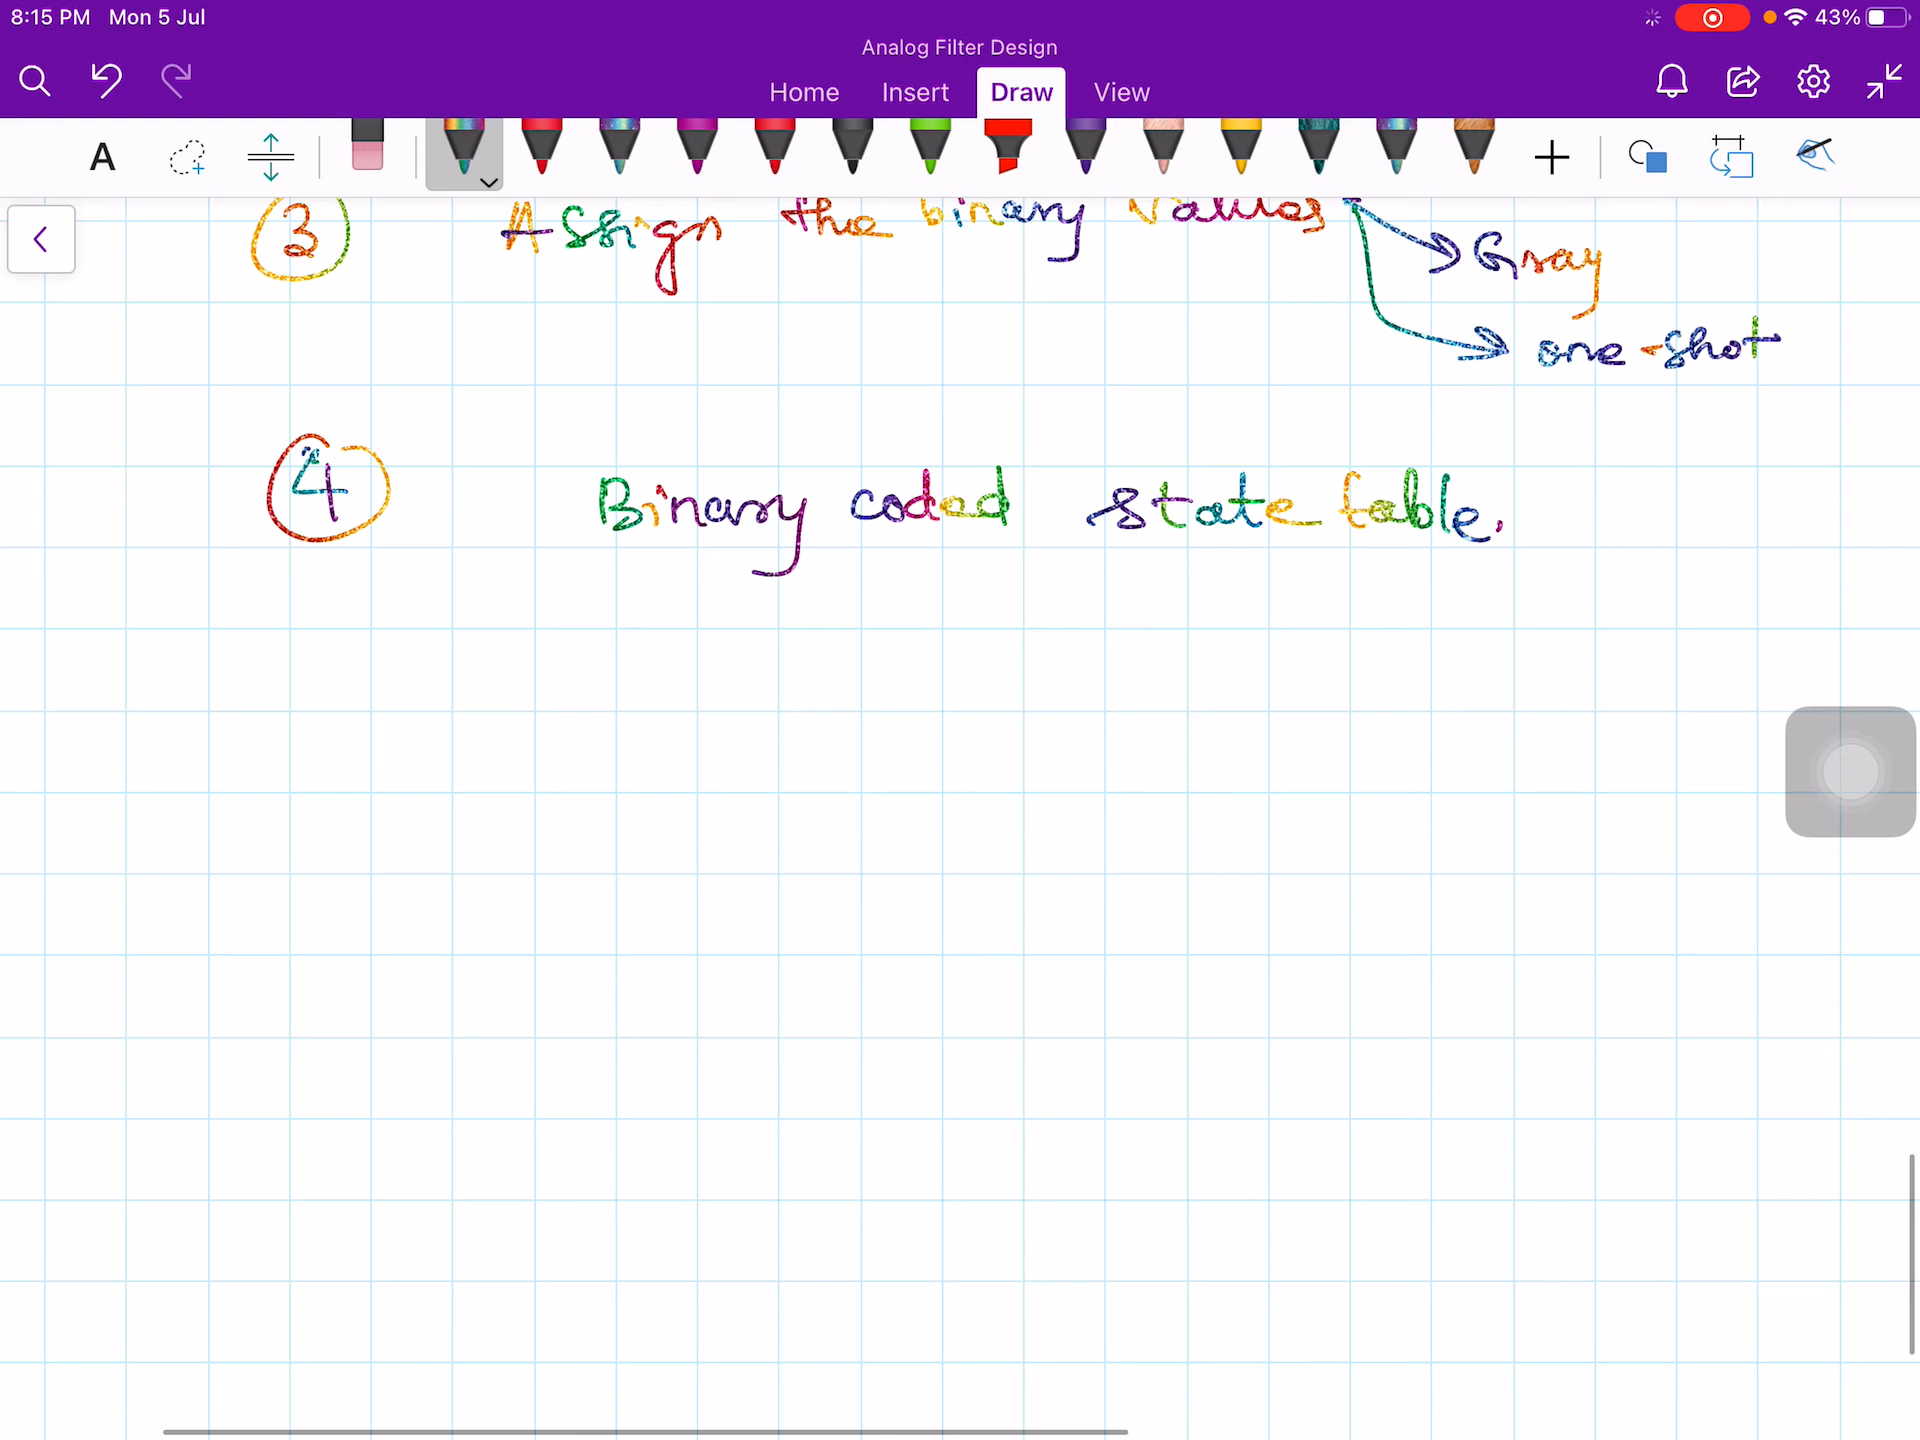 8:15 PM Mon 5 Jul
43%
Analog Filter Design
Home Insert Draw View
A
3 Assign the binary values
Gray
one-shot
4 Binary coded state table.